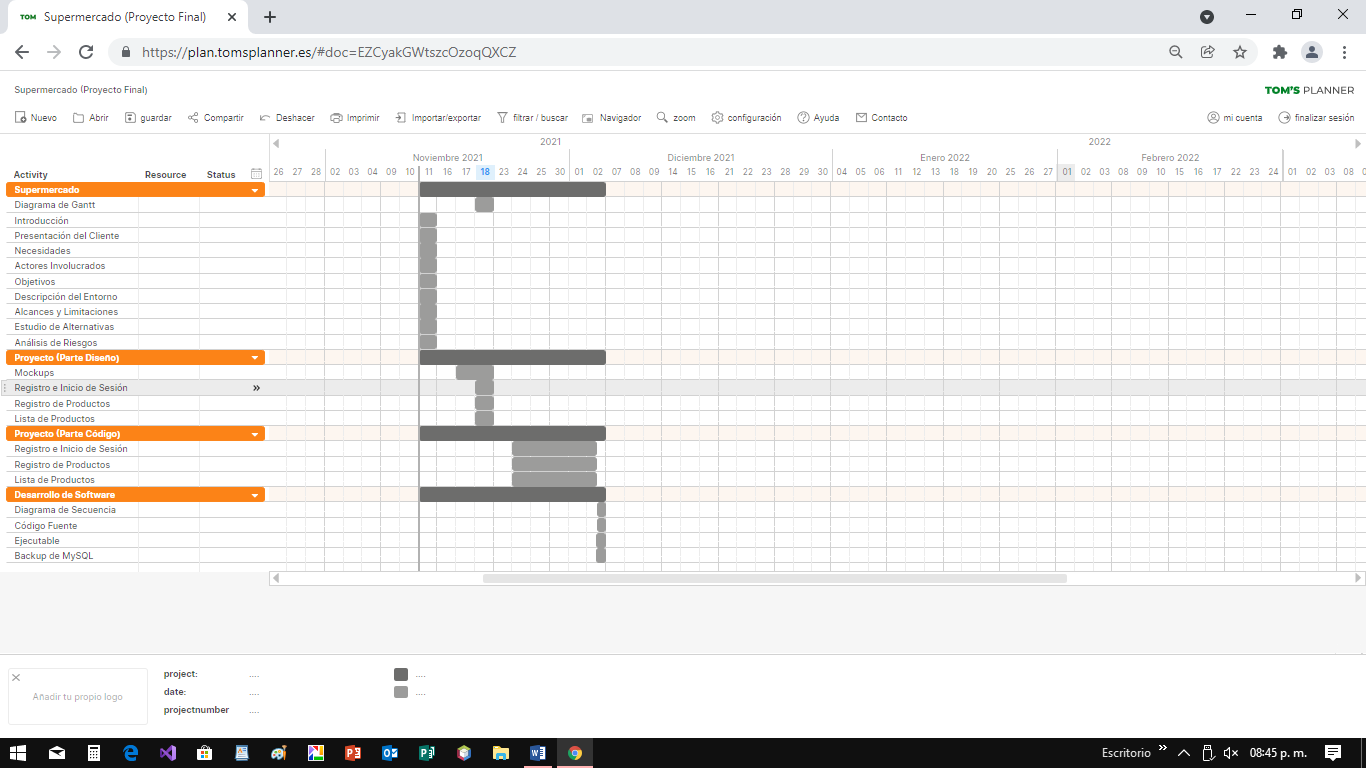 TOM Supermercado (Proyecto Final)
https://plan.tomsplanner.es/#doc=EZCyakGWtszcOzoqQXCZ
Supermercado (Proyecto Final)
TOM'S PLANNER
Nuevo Abrir guardar Compartir Deshacer Imprimir Importar/exportar filtrar / buscar Navegador zoom configuración Ayuda Contacto mi cuenta finalizar sesión
2021 2022
Noviembre 2021 Diciembre 2021 Enero 2022 Febrero 2022
Activity Resource Status 26 27 28 02 03 04 09 10 11 16 17 18 23 24 25 30 01 02 07 08 09 14 15 16 21 22 23 28 29 30 04 05 06 11 12 13 18 19 20 25 26 27 01 02 03 08 09 10 15 16 17 22 23 24 01 02 03 08 0
Supermercado
Diagrama de Gantt
Introducción
Presentación del Cliente
Necesidades
Actores Involucrados
Objetivos
Descripción del Entorno
Alcances y Limitaciones
Estudio de Alternativas
Análisis de Riesgos
Proyecto (Parte Diseño)
Mockups
Registro e Inicio de Sesión »
Registro de Productos
Lista de Productos
Proyecto (Parte Código)
Registro e Inicio de Sesión
Registro de Productos
Lista de Productos
Desarrollo de Software
Diagrama de Secuencia
Código Fuente
Ejecutable
Backup de MySQL
Añadir tu propio logo
project: .... ....
date: .... ....
projectnumber ....
Escritorio » 08:45 p. m.